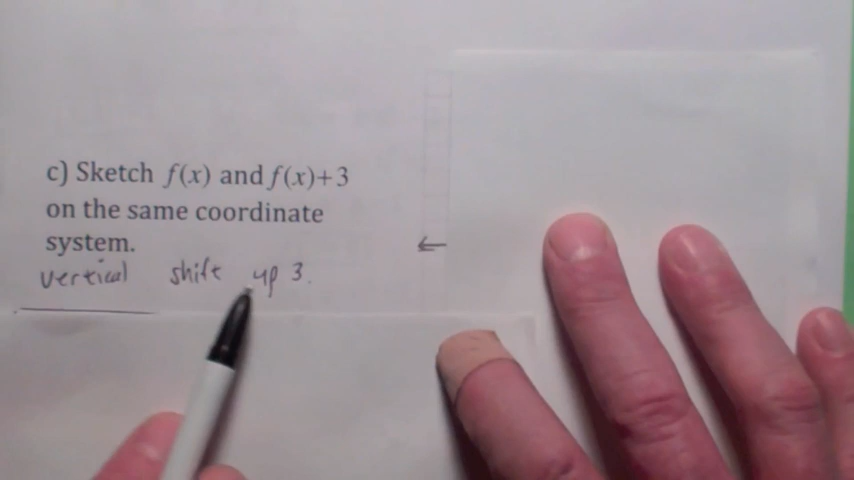 c) Sketch f(x) and f(x)+3
on the same coordinate
system.
vertical shift up 3.